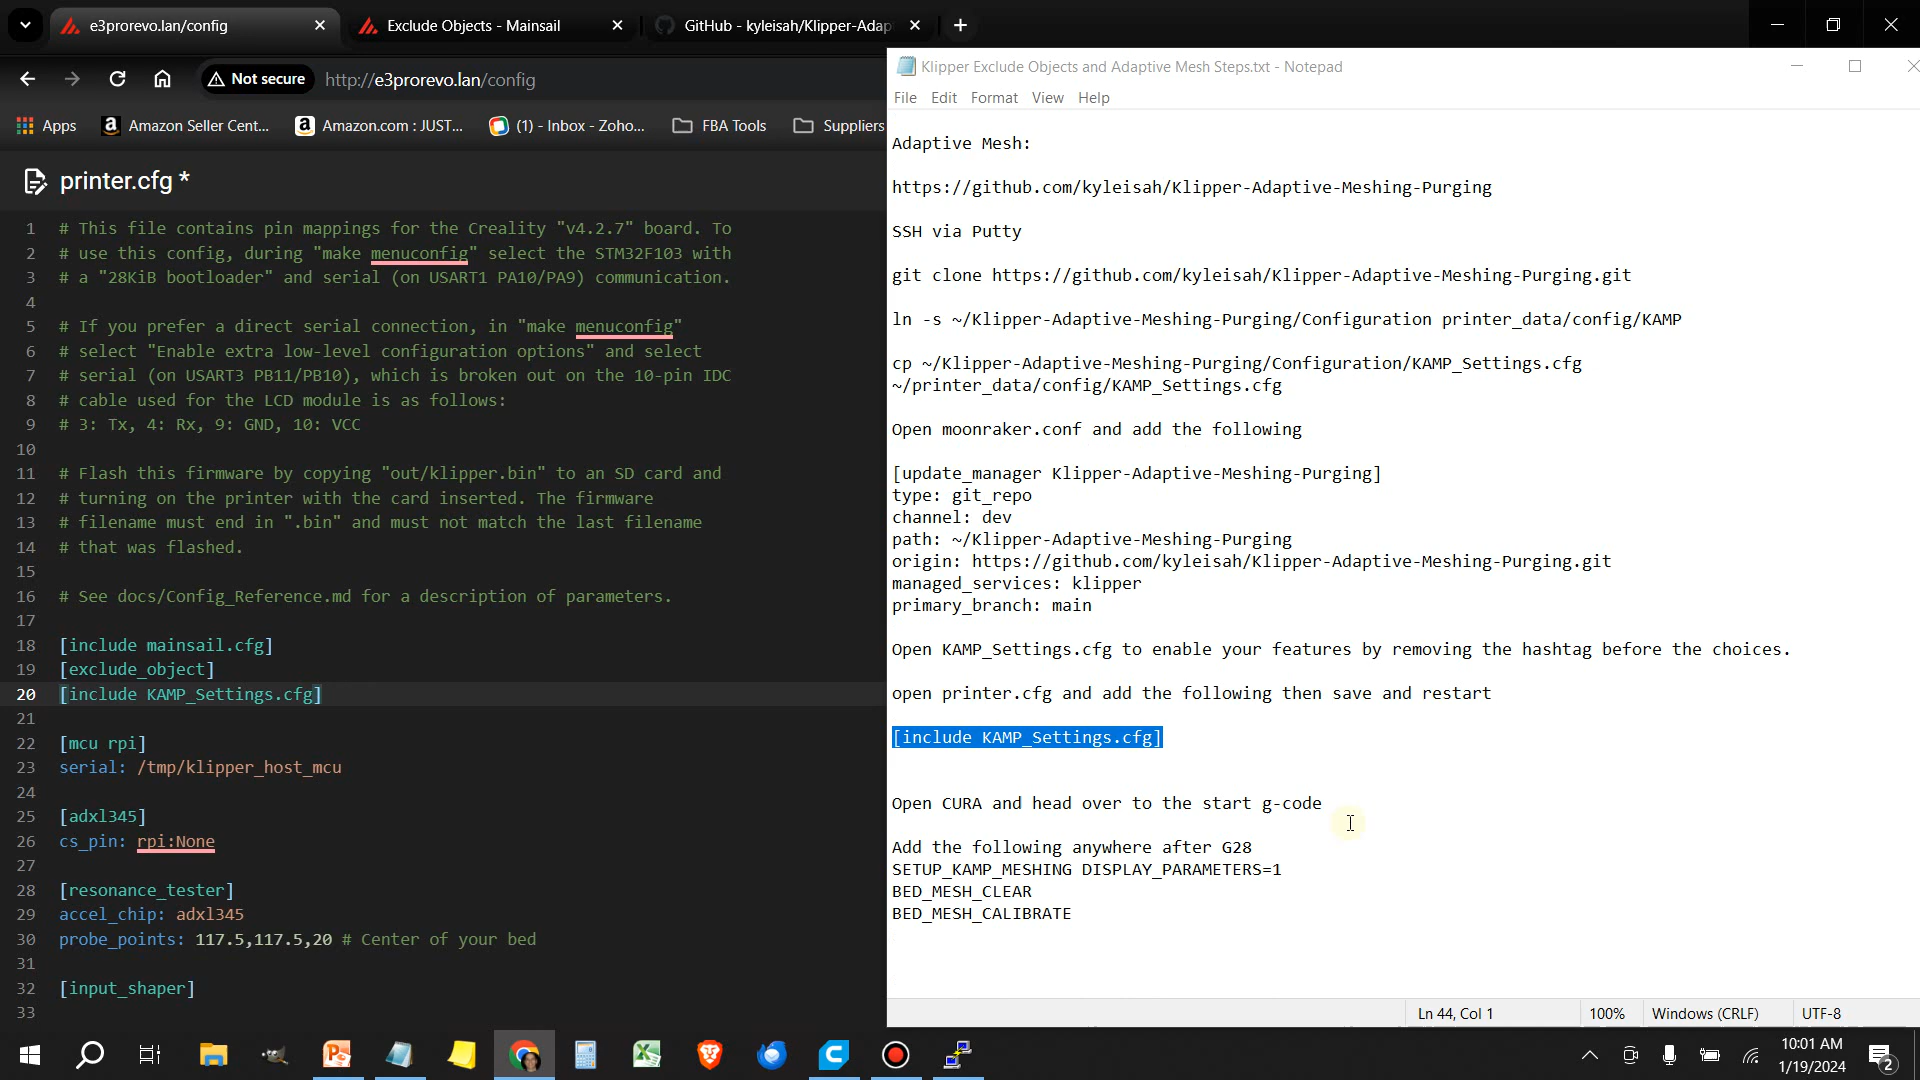 e3prorevo.lan/config
Exclude Objects - Mainsail
GitHub - kyleisah/Klipper-Adap
Not secure
http://e3prorevo.lan/config
Apps
Amazon Seller Cent...
Amazon.com : JUST...
(1) - Inbox - Zoho...
FBA Tools
Suppliers
printer.cfg *
1 # This file contains pin mappings for the Creality "v4.2.7" board. To
2 # use this config, during "make menuconfig" select the STM32F103 with
3 # a "28KiB bootloader" and serial (on USART1 PA10/PA9) communication.
4
5 # If you prefer a direct serial connection, in "make menuconfig"
6 # select "Enable extra low-level configuration options" and select
7 # serial (on USART3 PB11/PB10), which is broken out on the 10-pin IDC
8 # cable used for the LCD module is as follows:
9 # 3: Tx, 4: Rx, 9: GND, 10: VCC
10
11 # Flash this firmware by copying "out/klipper.bin" to an SD card and
12 # turning on the printer with the card inserted. The firmware
13 # filename must end in ".bin" and must not match the last filename
14 # that was flashed.
15
16 # See docs/Config_Reference.md for a description of parameters.
17
18 [include mainsail.cfg]
19 [exclude_object]
20 [include KAMP_Settings.cfg]
21
22 [mcu rpi]
23 serial: /tmp/klipper_host_mcu
24
25 [adxl345]
26 cs_pin: rpi:None
27
28 [resonance_tester]
29 accel_chip: adxl345
30 probe_points: 117.5,117.5,20 # Center of your bed
31
32 [input_shaper]
33
Klipper Exclude Objects and Adaptive Mesh Steps.txt - Notepad
File Edit Format View Help
Adaptive Mesh:
https://github.com/kyleisah/Klipper-Adaptive-Meshing-Purging
SSH via Putty
git clone https://github.com/kyleisah/Klipper-Adaptive-Meshing-Purging.git
ln -s ~/Klipper-Adaptive-Meshing-Purging/Configuration printer_data/config/KAMP
cp ~/Klipper-Adaptive-Meshing-Purging/Configuration/KAMP_Settings.cfg
~/printer_data/config/KAMP_Settings.cfg
Open moonraker.conf and add the following
[update_manager Klipper-Adaptive-Meshing-Purging]
type: git_repo
channel: dev
path: ~/Klipper-Adaptive-Meshing-Purging
origin: https://github.com/kyleisah/Klipper-Adaptive-Meshing-Purging.git
managed_services: klipper
primary_branch: main
Open KAMP_Settings.cfg to enable your features by removing the hashtag before the choices.
open printer.cfg and add the following then save and restart
[include KAMP_Settings.cfg]
Open CURA and head over to the start g-code
Add the following anywhere after G28
SETUP_KAMP_MESHING DISPLAY_PARAMETERS=1
BED_MESH_CLEAR
BED_MESH_CALIBRATE
Ln 44, Col 1
100%
Windows (CRLF)
UTF-8
10:01 AM
1/19/2024
2